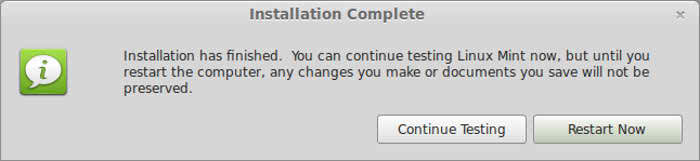 Installation Complete
Installation has finished.  You can continue testing Linux Mint now, but until you
restart the computer, any changes you make or documents you save will not be
preserved.
Continue Testing
Restart Now